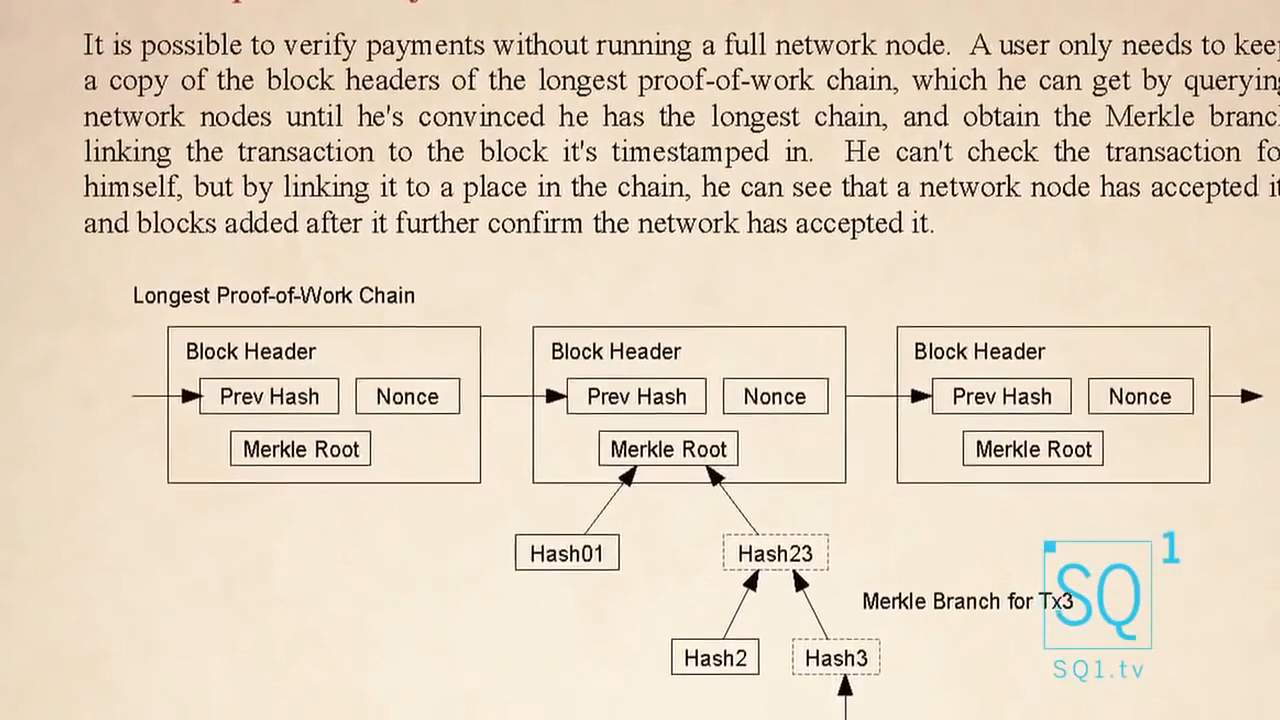 It is possible to verify payments without running a full network node. A user only needs to keep
a copy of the block headers of the longest proof-of-work chain, which he can get by querying
network nodes until he's convinced he has the longest chain, and obtain the Merkle branc
linking the transaction to the block it's timestamped in. He can't check the transaction fo
himself, but by linking it to a place in the chain, he can see that a network node has accepted it
and blocks added after it further confirm the network has accepted it.
Longest Proof-of-Work Chain
Block Header Block Header Block Header
Prev Hash Nonce Prev Hash Nonce Prev Hash Nonce
Merkle Root Merkle Root Merkle Root
Hash01 Hash23
Merkle Branch for Tx3
Hash2 Hash3
SQ1
SQ1.tv